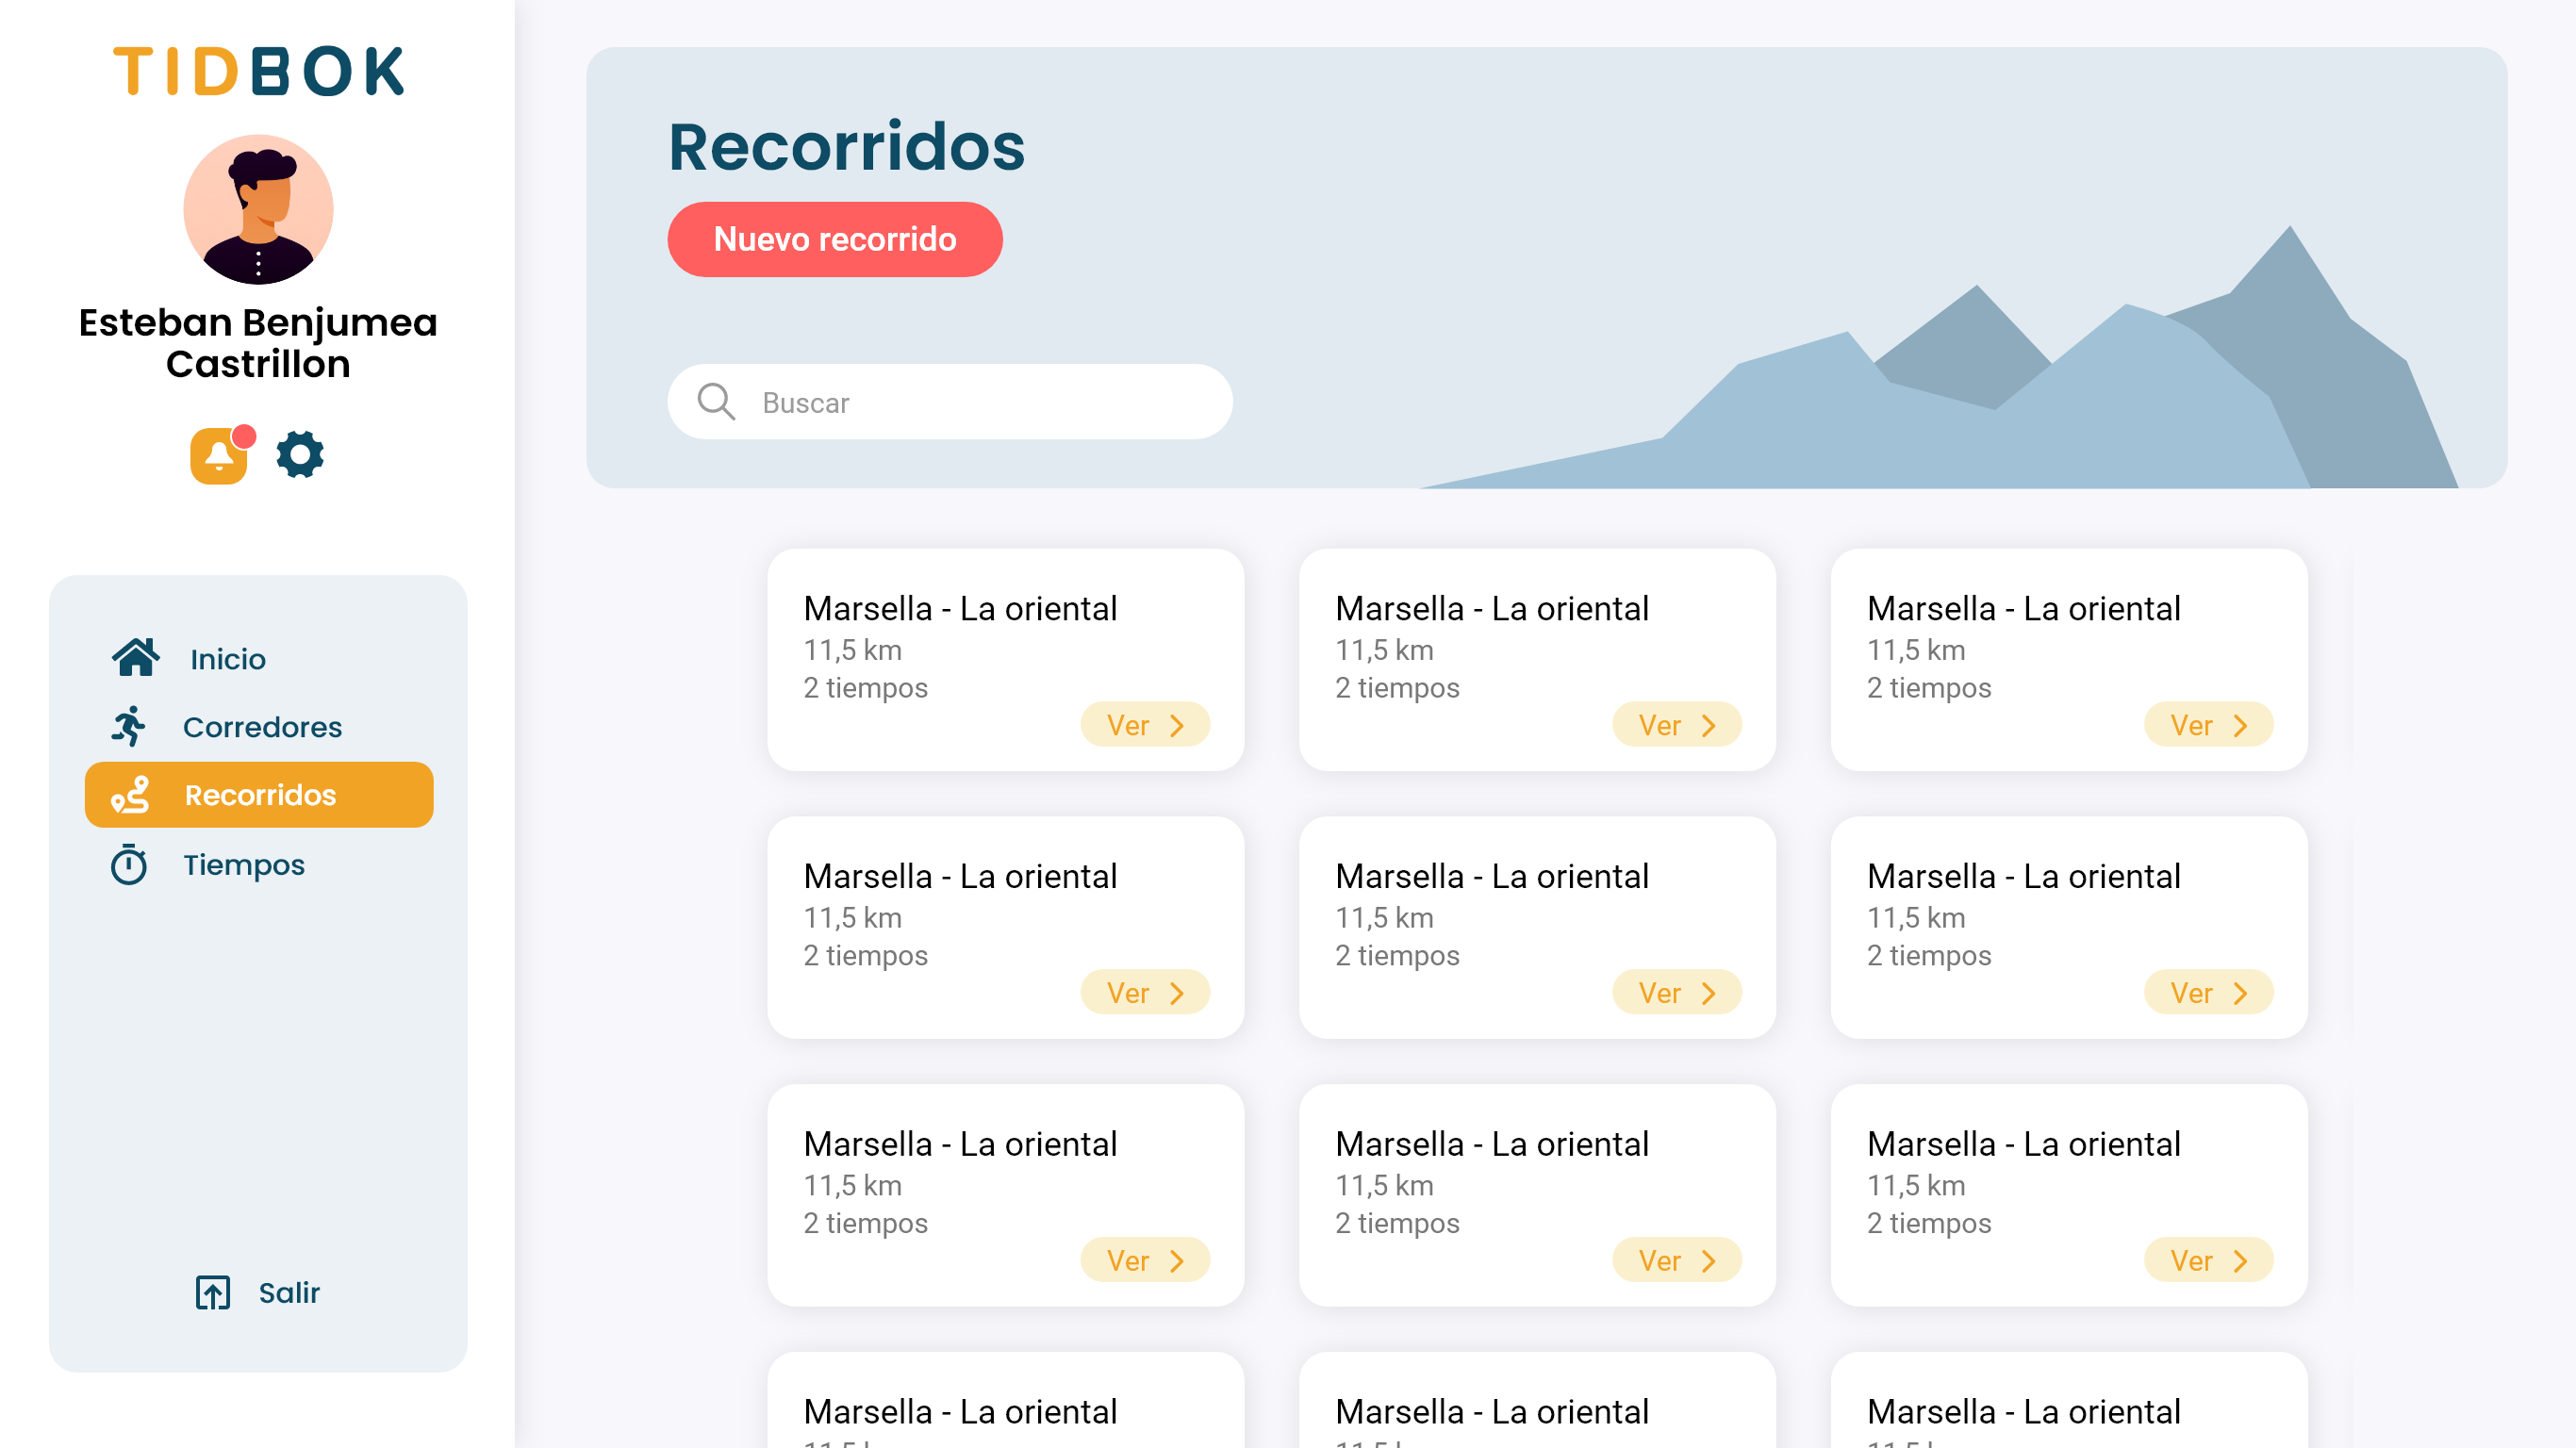 TIDBOK
Esteban Benjumea
Castrillon
Inicio
Corredores
Recorridos
Tiempos
Salir
Recorridos
Nuevo recorrido
Buscar
Marsella - La oriental
11,5 km
2 tiempos
Ver
Marsella - La oriental
11,5 km
2 tiempos
Ver
Marsella - La oriental
11,5 km
2 tiempos
Ver
Marsella - La oriental
11,5 km
2 tiempos
Ver
Marsella - La oriental
11,5 km
2 tiempos
Ver
Marsella - La oriental
11,5 km
2 tiempos
Ver
Marsella - La oriental
11,5 km
2 tiempos
Ver
Marsella - La oriental
11,5 km
2 tiempos
Ver
Marsella - La oriental
11,5 km
2 tiempos
Ver
Marsella - La oriental
Marsella - La oriental
Marsella - La oriental